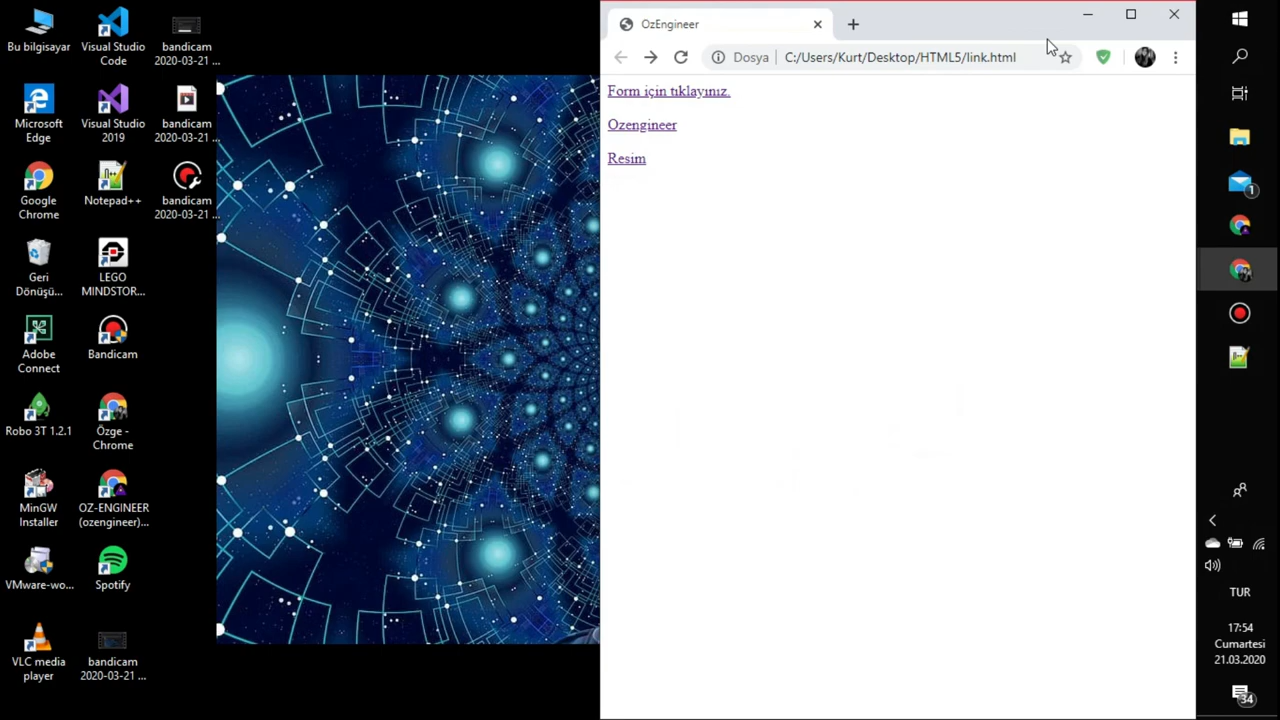 Bu bilgisayar
Visual Studio
Code
bandicam
2020-03-21 ...
Microsoft
Edge
Visual Studio
2019
bandicam
2020-03-21 ...
Google
Chrome
Notepad++
bandicam
2020-03-21 ...
Geri
Dönüşü...
LEGO
MINDSTOR...
Adobe
Connect
Bandicam
Robo 3T 1.2.1
Özge -
Chrome
MinGW
Installer
OZ-ENGINEER
(ozengineer)...
VMware-wo...
Spotify
VLC media
player
bandicam
2020-03-21 ...
OzEngineer
Dosya
C:/Users/Kurt/Desktop/HTML5/link.html
Form için tıklayınız.
Ozengineer
Resim
1
TUR
17:54
Cumartesi
21.03.2020
34